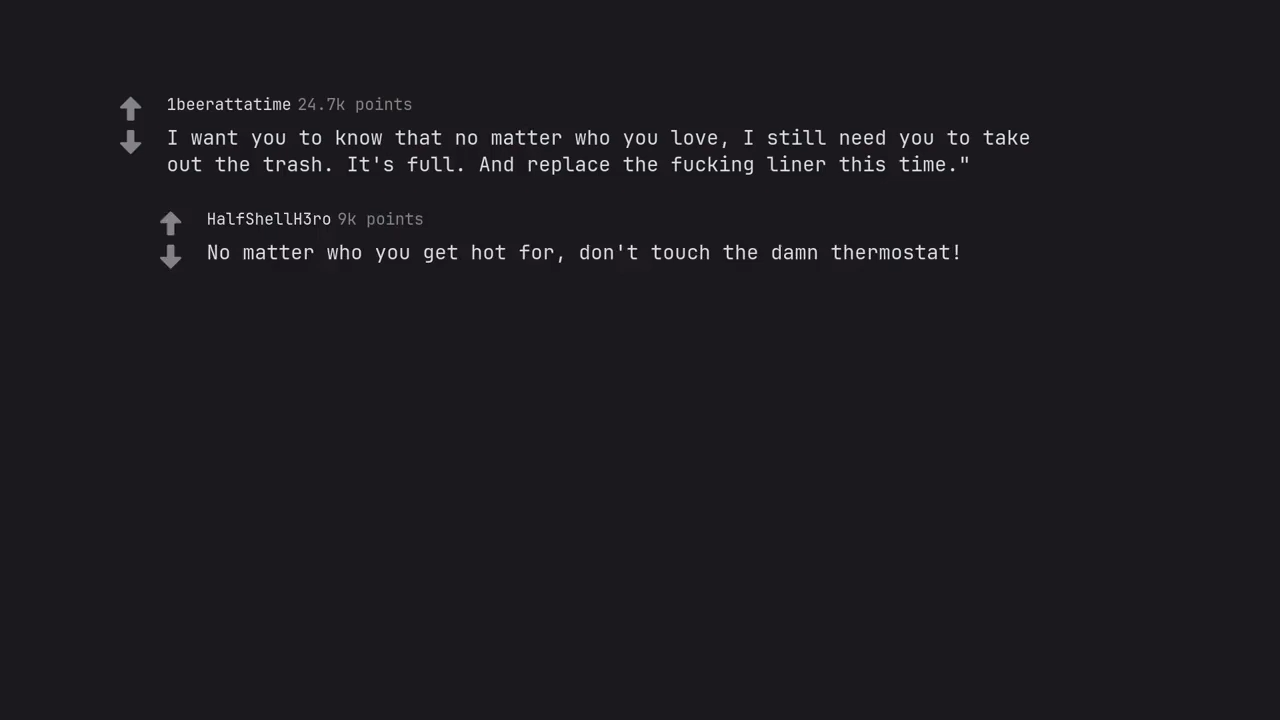 1beerattatime 24.7k points
I want you to know that no matter who you love, I still need you to take
out the trash. It's full. And replace the fucking liner this time."
HalfShellH3ro 9k points
No matter who you get hot for, don't touch the damn thermostat!